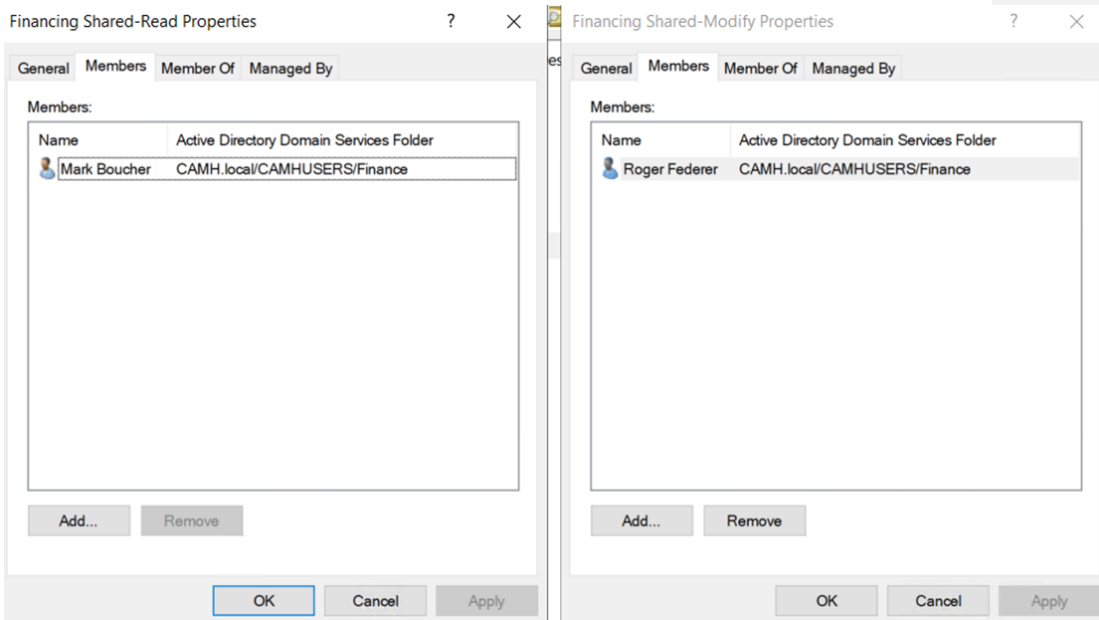 Financing Shared-Read Properties ? ×
General Members Member Of Managed By
Members:
Name Active Directory Domain Services Folder
Mark Boucher CAMH.local/CAMHUSERS/Finance
Add... Remove
OK Cancel Apply
es
Financing Shared-Modify Properties ? ×
General Members Member Of Managed By
Members:
Name Active Directory Domain Services Folder
Roger Federer CAMH.local/CAMHUSERS/Finance
Add... Remove
OK Cancel Apply